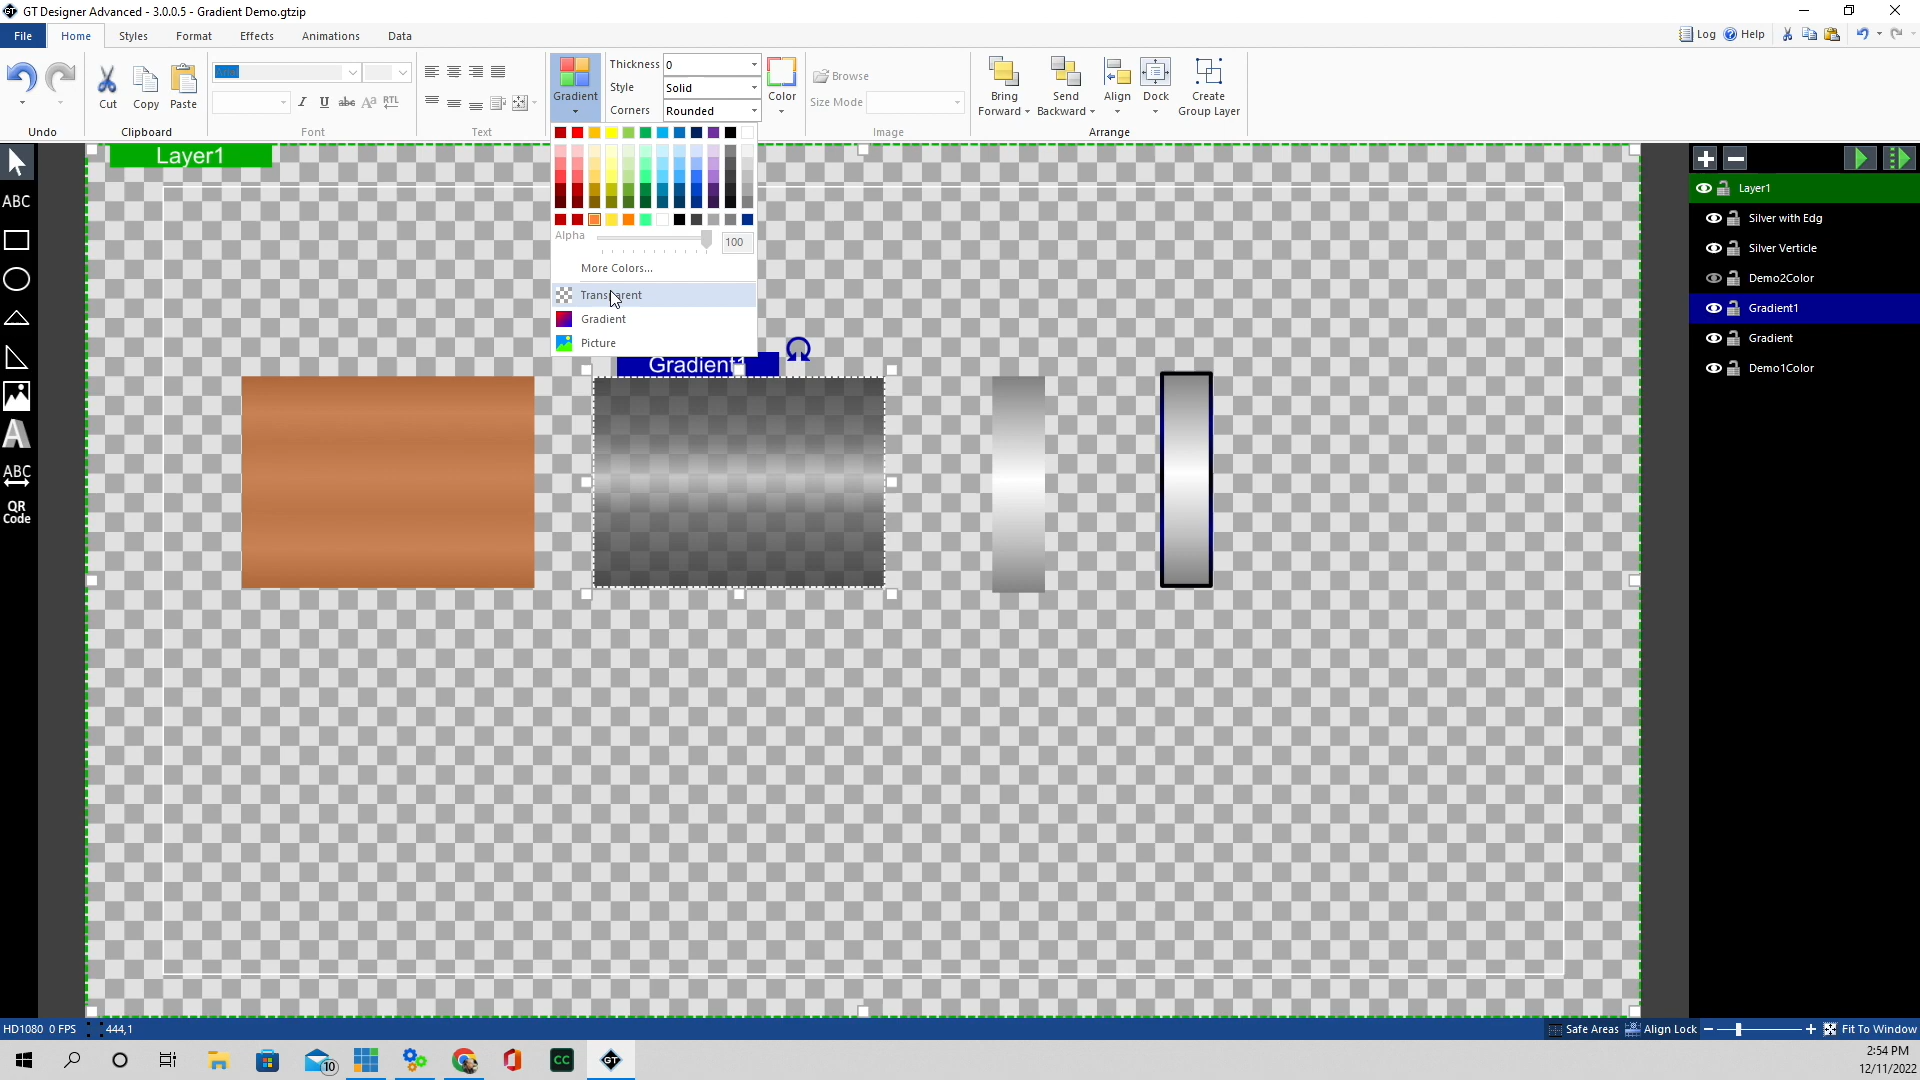 GT Designer Advanced - 3.0.0.5 - Gradient Demo.gtzip
File Home Styles Format Effects Animations Data
Log Help
Cut Copy Paste
Undo Clipboard Font Text
RTL
Gradient
Thickness 0
Style Solid
Corners Rounded
Color
Browse
Size Mode
Image
Bring Forward
Send Backward
Align
Dock
Create Group Layer
Arrange
Layer1
ABC
ABC
QR Code
Alpha 100
More Colors...
Transparent
Gradient
Picture
Gradient1
Layer1
Silver with Edg
Silver Verticle
Demo2Color
Gradient1
Gradient
Demo1Color
HD1080 0 FPS 444,1
Safe Areas Align Lock Fit To Window
10
CC
GT
2:54 PM
12/11/2022